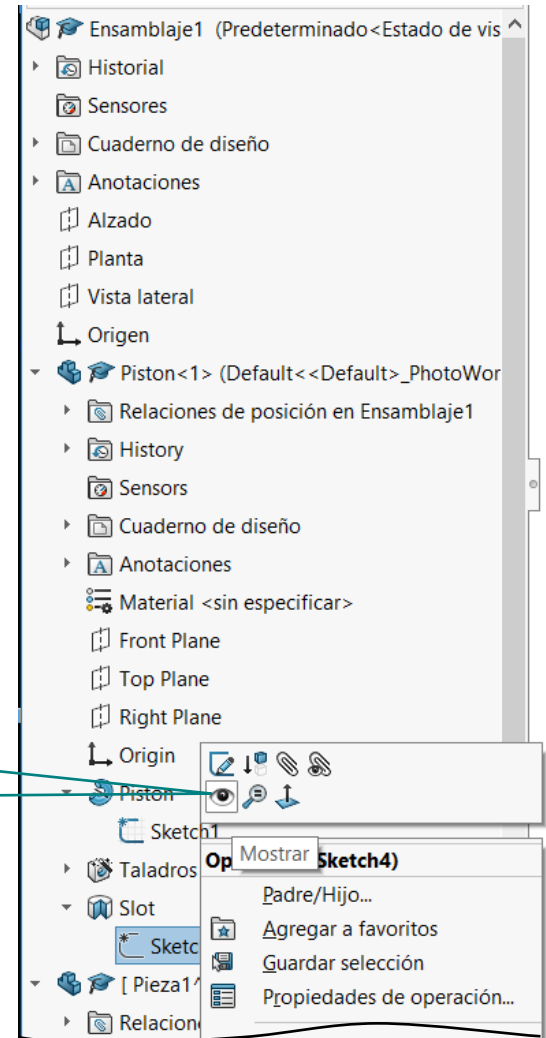 Ensamblaje1 (Predeterminado<Estado de vis
Historial
Sensores
Cuaderno de diseño
A Anotaciones
Alzado
Planta
Vista lateral
Origen
Piston<1> (Default<<Default>_PhotoWor
Relaciones de posición en Ensamblaje1
History
Sensors
Cuaderno de diseño
A Anotaciones
Material <sin especificar>
Front Plane
Top Plane
Right Plane
Origin
Piston
Sketch1
Mostrar
Taladros
Op Sketch4)
Padre/Hijo...
Slot
Agregar a favoritos
Sketc
Guardar selección
[ Pieza1^
Propiedades de operación...
Relacion